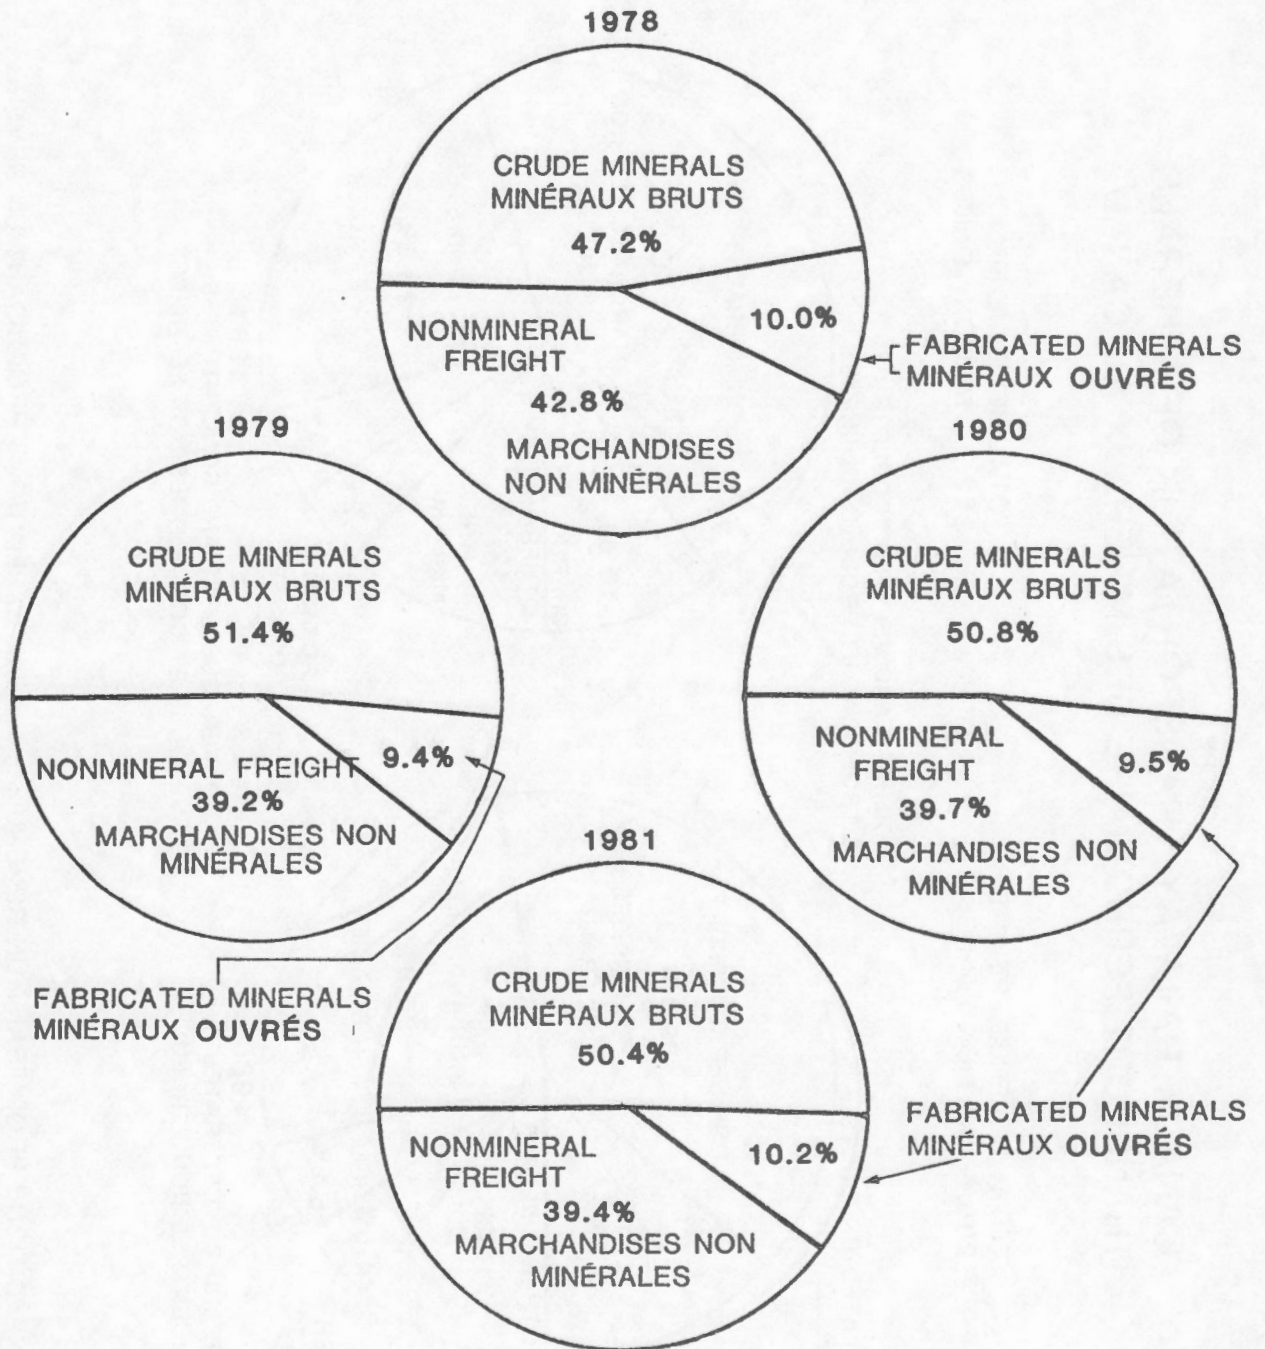 1978
CRUDE MINERALS
MINÉRAUX BRUTS
47.2%
10.0%
NONMINERAL
FREIGHT
42.8%
MARCHANDISES
NON MINÉRALES
FABRICATED MINERALS
MINÉRAUX OUVRÉS
1979
CRUDE MINERALS
MINÉRAUX BRUTS
51.4%
9.4%
NONMINERAL FREIGHT
39.2%
MARCHANDISES NON
MINÉRALES
FABRICATED MINERALS
MINÉRAUX OUVRÉS
1980
CRUDE MINERALS
MINÉRAUX BRUTS
50.8%
NONMINERAL
FREIGHT
9.5%
39.7%
MARCHANDISES NON
MINÉRALES
1981
CRUDE MINERALS
MINÉRAUX BRUTS
50.4%
10.2%
NONMINERAL
FREIGHT
39.4%
MARCHANDISES NON
MINÉRALES
FABRICATED MINERALS
MINÉRAUX OUVRÉS